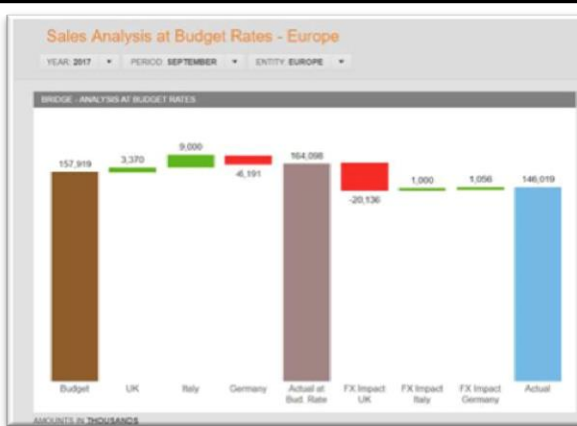 Sales Analysis at Budget Rates - Europe
YEAR: 2017 PERIOD: SEPTEMBER ENTITY: EUROPE
BRIDGE - ANALYSIS AT BUDGET RATES
157,919
3,370
9,000
-6,191
164,098
-20,136
1,000
1,056
146,019
Budget
UK
Italy
Germany
Actual at
Bud. Rate
FX Impact
UK
FX Impact
Italy
FX Impact
Germany
Actual
AMOUNTS IN THOUSANDS